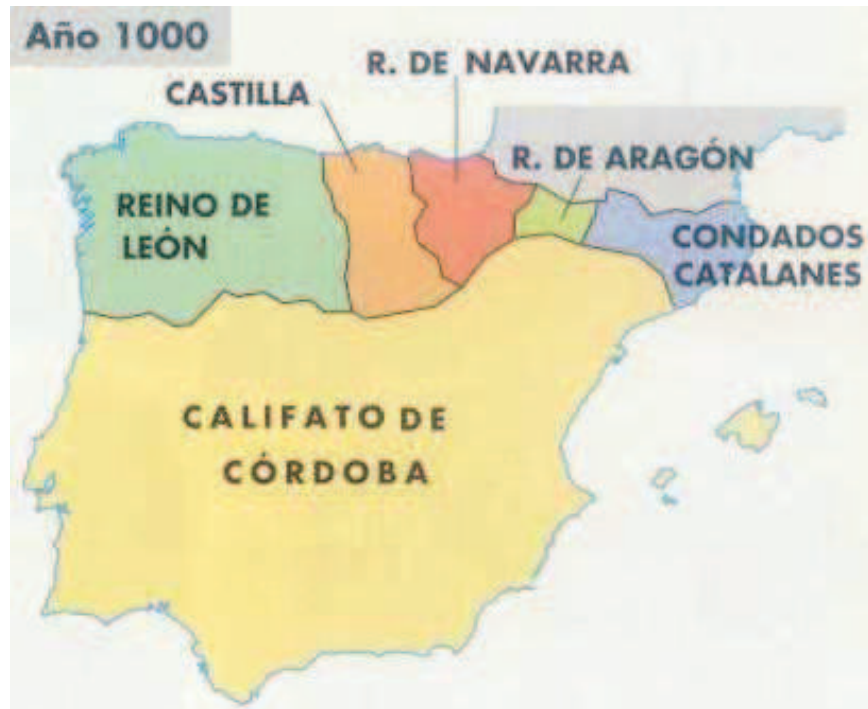 Año 1000
R. DE NAVARRA
CASTILLA
R. DE ARAGÓN
REINO DE
LEÓN
CONDADOS
CATALANES
CALIFATO DE
CÓRDOBA